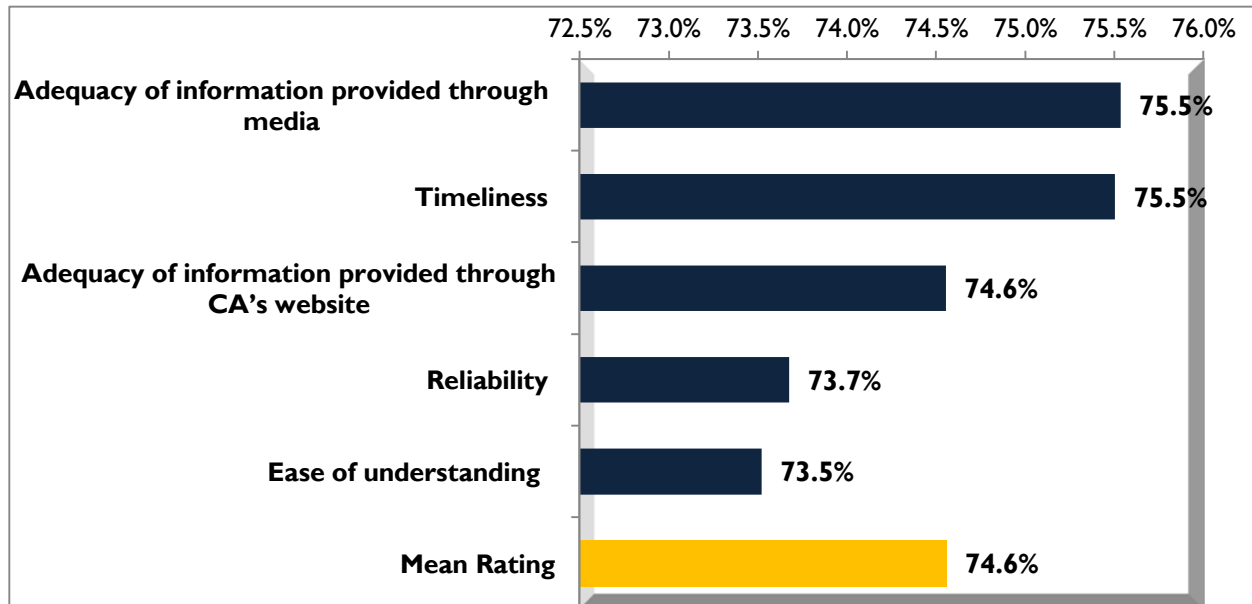 72.5% 73.0% 73.5% 74.0% 74.5% 75.0% 75.5% 76.0%
Adequacy of information provided through
media
75.5%
Timeliness
75.5%
Adequacy of information provided through
CA’s website
74.6%
Reliability
73.7%
Ease of understanding
73.5%
Mean Rating
74.6%